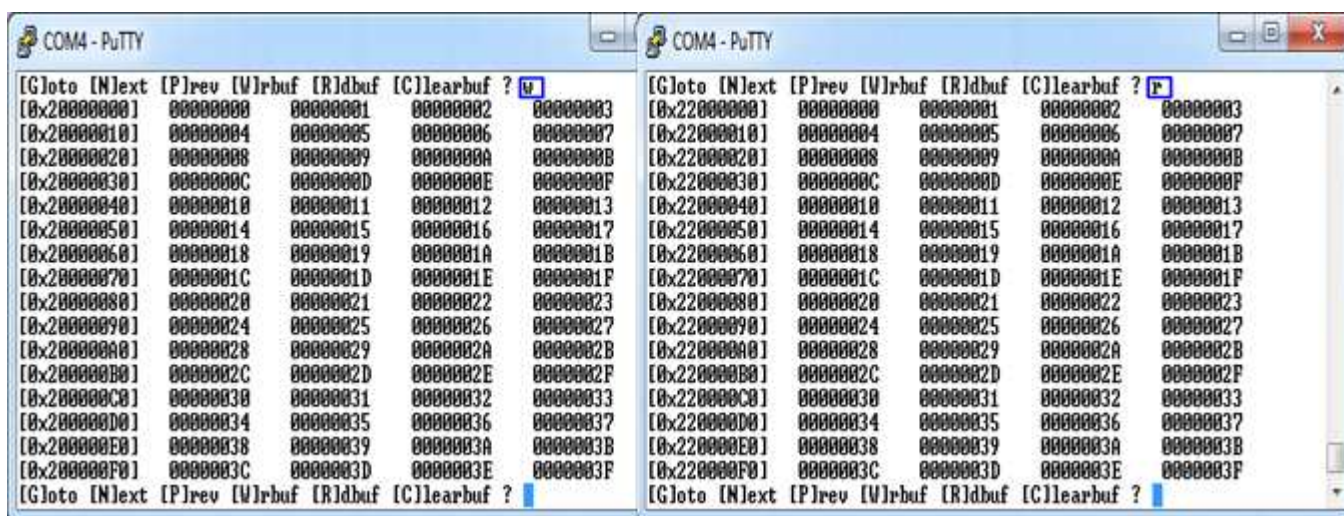 COM4 - PuTTY
[G]oto [N]ext [P]rev [W]rbuf [R]dbuf [C]learbuf ? w
[0x20000000] 00000000 00000001 00000002 00000003
[0x20000010] 00000004 00000005 00000006 00000007
[0x20000020] 00000008 00000009 0000000A 0000000B
[0x20000030] 0000000C 0000000D 0000000E 0000000F
[0x20000040] 00000010 00000011 00000012 00000013
[0x20000050] 00000014 00000015 00000016 00000017
[0x20000060] 00000018 00000019 0000001A 0000001B
[0x20000070] 0000001C 0000001D 0000001E 0000001F
[0x20000080] 00000020 00000021 00000022 00000023
[0x20000090] 00000024 00000025 00000026 00000027
[0x200000A0] 00000028 00000029 0000002A 0000002B
[0x200000B0] 0000002C 0000002D 0000002E 0000002F
[0x200000C0] 00000030 00000031 00000032 00000033
[0x200000D0] 00000034 00000035 00000036 00000037
[0x200000E0] 00000038 00000039 0000003A 0000003B
[0x200000F0] 0000003C 0000003D 0000003E 0000003F
[G]oto [N]ext [P]rev [W]rbuf [R]dbuf [C]learbuf ?
COM4 - PuTTY
[G]oto [N]ext [P]rev [W]rbuf [R]dbuf [C]learbuf ? r
[0x22000000] 00000000 00000001 00000002 00000003
[0x22000010] 00000004 00000005 00000006 00000007
[0x22000020] 00000008 00000009 0000000A 0000000B
[0x22000030] 0000000C 0000000D 0000000E 0000000F
[0x22000040] 00000010 00000011 00000012 00000013
[0x22000050] 00000014 00000015 00000016 00000017
[0x22000060] 00000018 00000019 0000001A 0000001B
[0x22000070] 0000001C 0000001D 0000001E 0000001F
[0x22000080] 00000020 00000021 00000022 00000023
[0x22000090] 00000024 00000025 00000026 00000027
[0x220000A0] 00000028 00000029 0000002A 0000002B
[0x220000B0] 0000002C 0000002D 0000002E 0000002F
[0x220000C0] 00000030 00000031 00000032 00000033
[0x220000D0] 00000034 00000035 00000036 00000037
[0x220000E0] 00000038 00000039 0000003A 0000003B
[0x220000F0] 0000003C 0000003D 0000003E 0000003F
[G]oto [N]ext [P]rev [W]rbuf [R]dbuf [C]learbuf ?